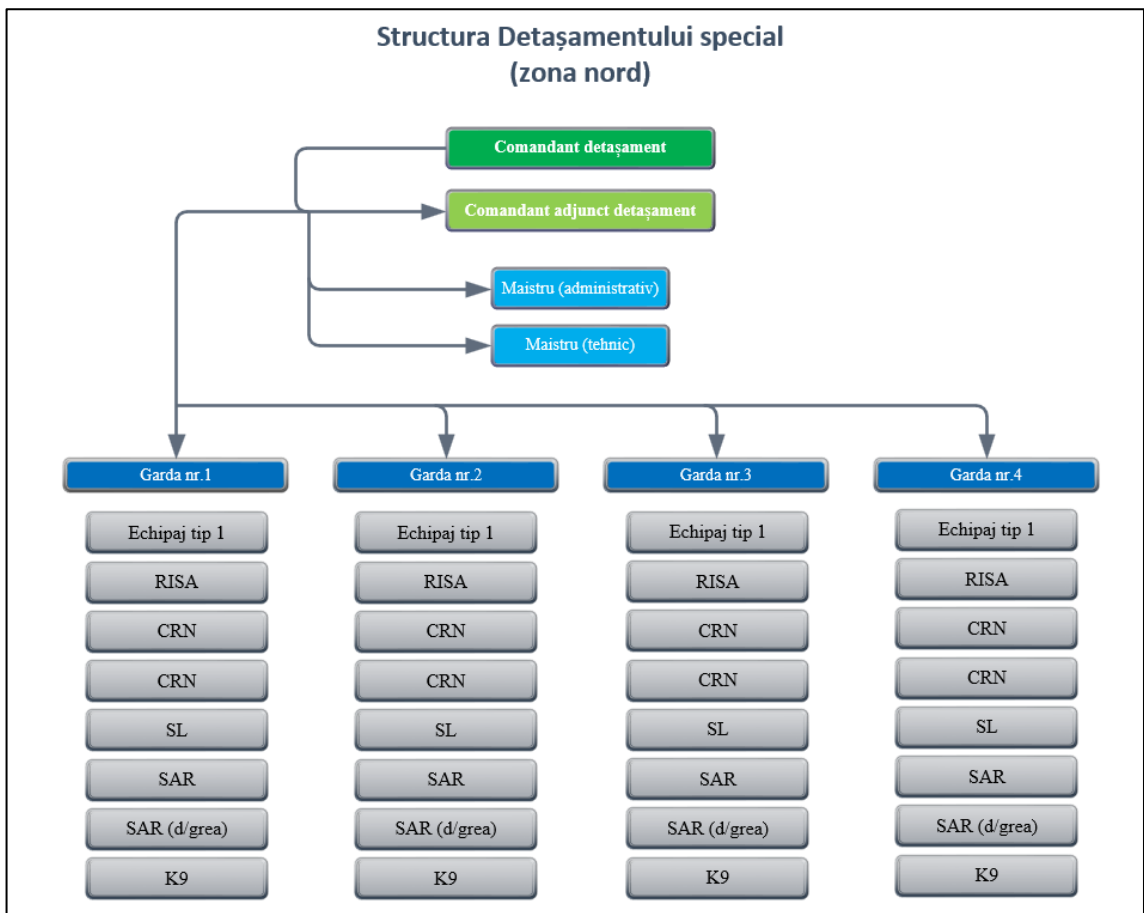 Structura Detașamentului special
(zona nord)
Comandant detașament
Comandant adjunct detașament
Maistru (administrativ)
Maistru (tehnic)
Garda nr.1
Echipaj tip 1
RISA
CRN
CRN
SL
SAR
SAR (d/grea)
K9
Garda nr.2
Echipaj tip 1
RISA
CRN
CRN
SL
SAR
SAR (d/grea)
K9
Garda nr.3
Echipaj tip 1
RISA
CRN
CRN
SL
SAR
SAR (d/grea)
K9
Garda nr.4
Echipaj tip 1
RISA
CRN
CRN
SL
SAR
SAR (d/grea)
K9